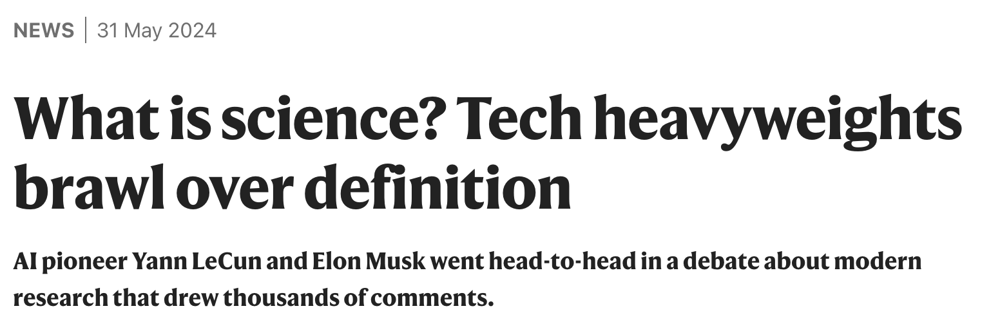 NEWS | 31 May 2024
What is science? Tech heavyweights
brawl over definition
AI pioneer Yann LeCun and Elon Musk went head-to-head in a debate about modern
research that drew thousands of comments.